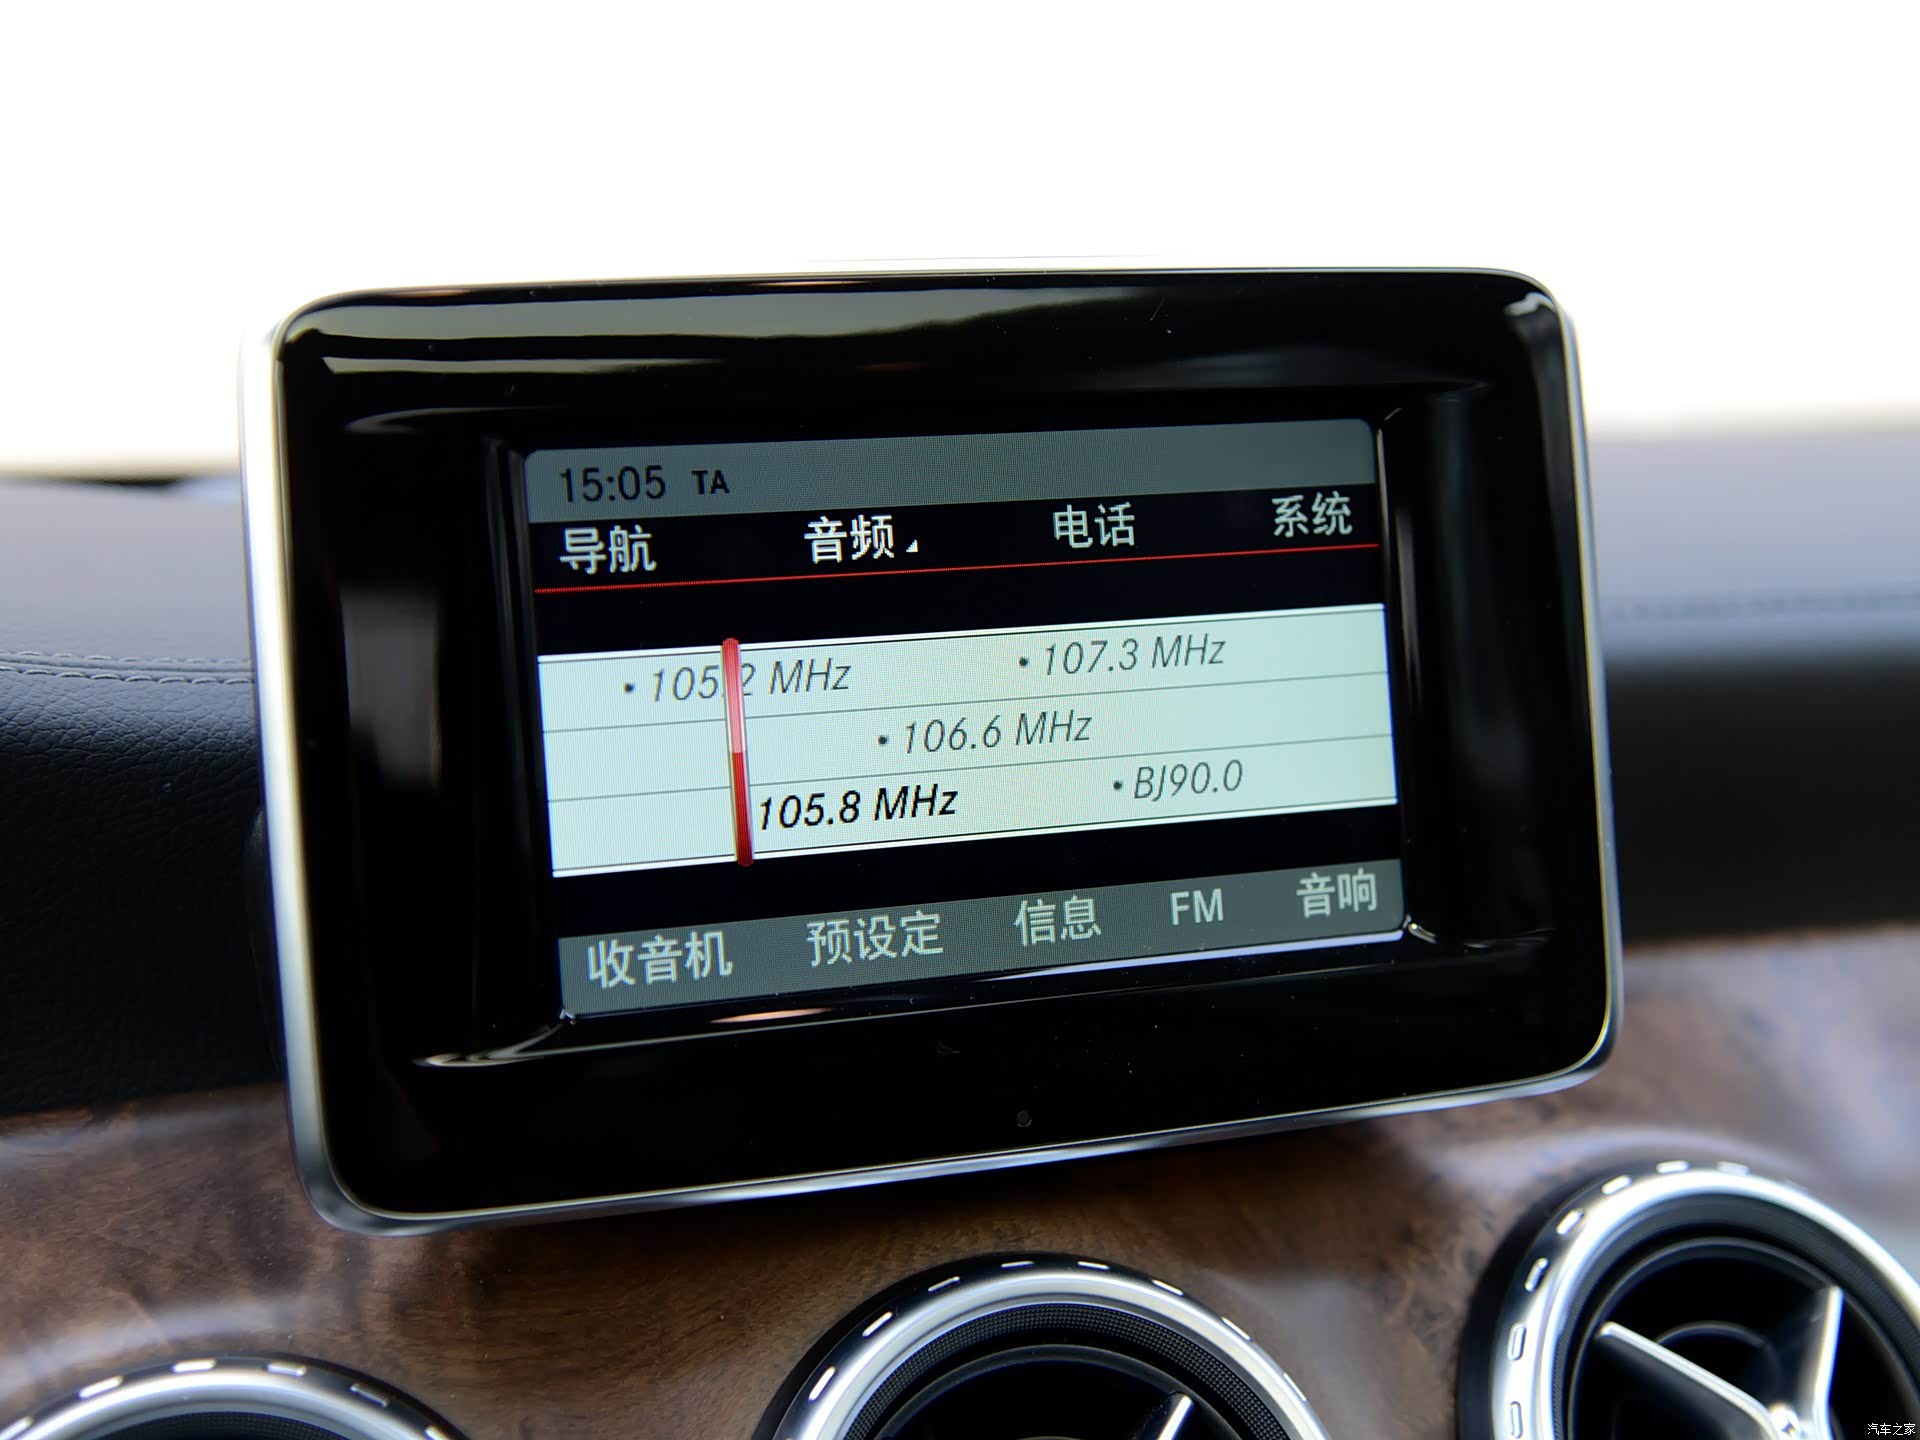 15:05 TA
导航 音频 电话 系统
• 105.2 MHz • 107.3 MHz
• 106.6 MHz
105.8 MHz • BJ90.0
收音机 预设定 信息 FM 音响
汽车之家